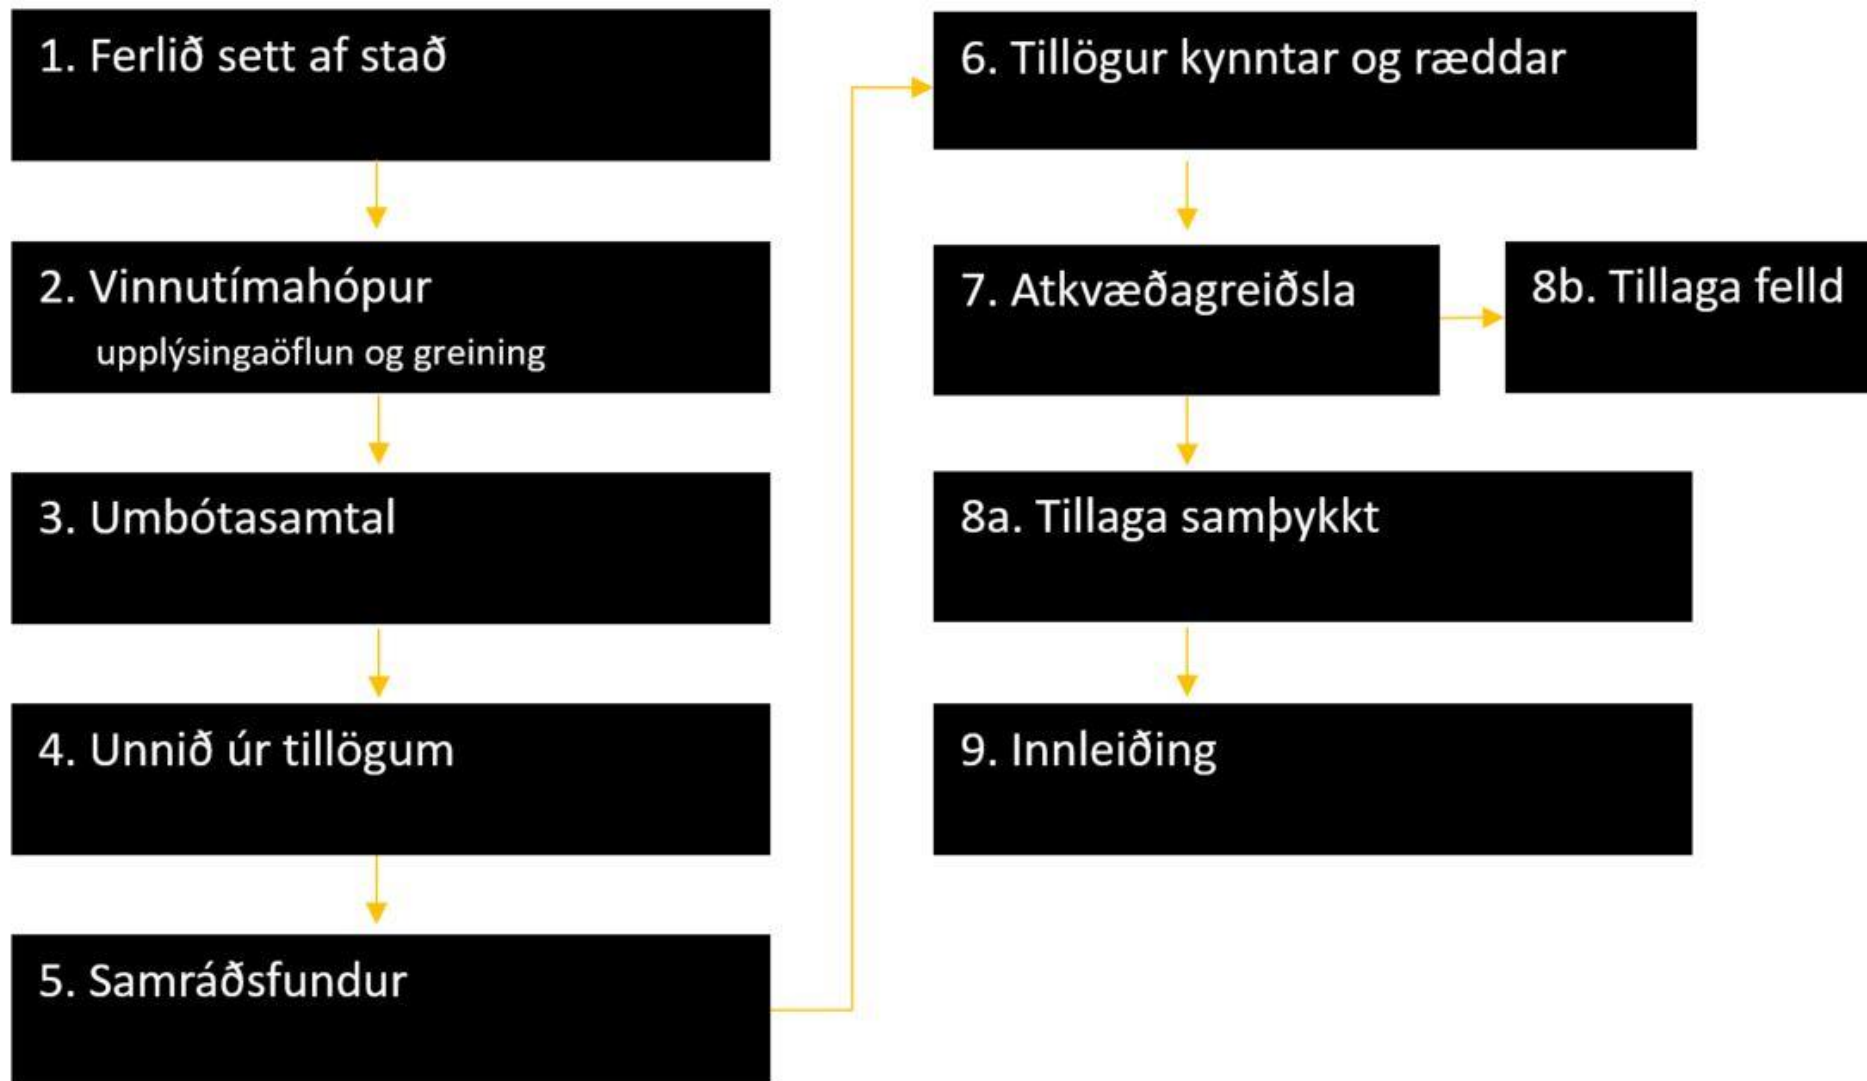 1. Ferlið sett af stað
2. Vinnutímahópur
upplýsingaöflun og greining
3. Umbótasamtal
4. Unnið úr tillögum
5. Samráðsfundur
6. Tillögur kynntar og ræddar
7. Atkvæðagreiðsla
8b. Tillaga felld
8a. Tillaga samþykkt
9. Innleiðing